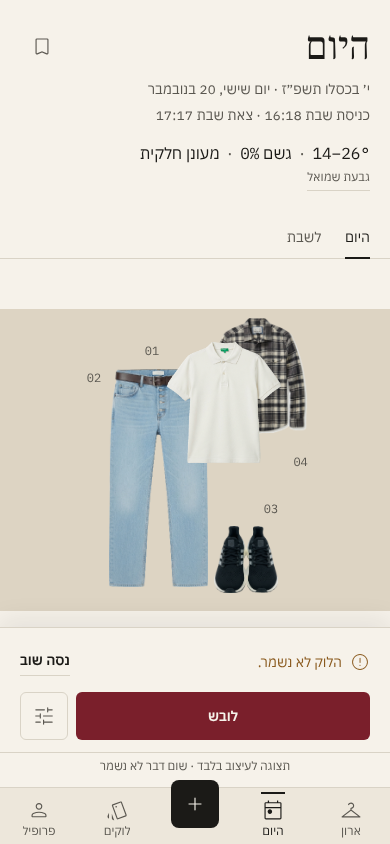 היום
י׳ בכסלו תשפ״ז · יום שישי, 20 בנובמבר
כניסת שבת 16:18 · צאת שבת 17:17
14–26° · גשם 0% · מעונן חלקית
גבעת שמואל
היום
לשבת
01
02
04
03
הלוק לא נשמר.
נסה שוב
לובש
תצוגה לעיצוב בלבד · שום דבר לא נשמר
ארון
היום
לוקים
פרופיל